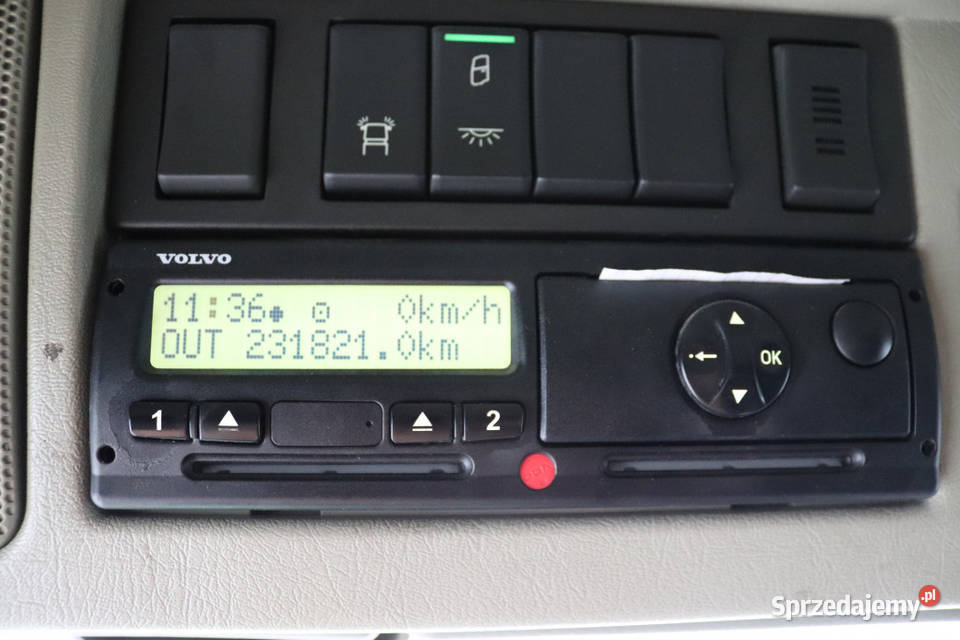 VOLVO
11:36 0km/h
OUT 231821.0km
1 2
OK
Sprzedajemy.pl